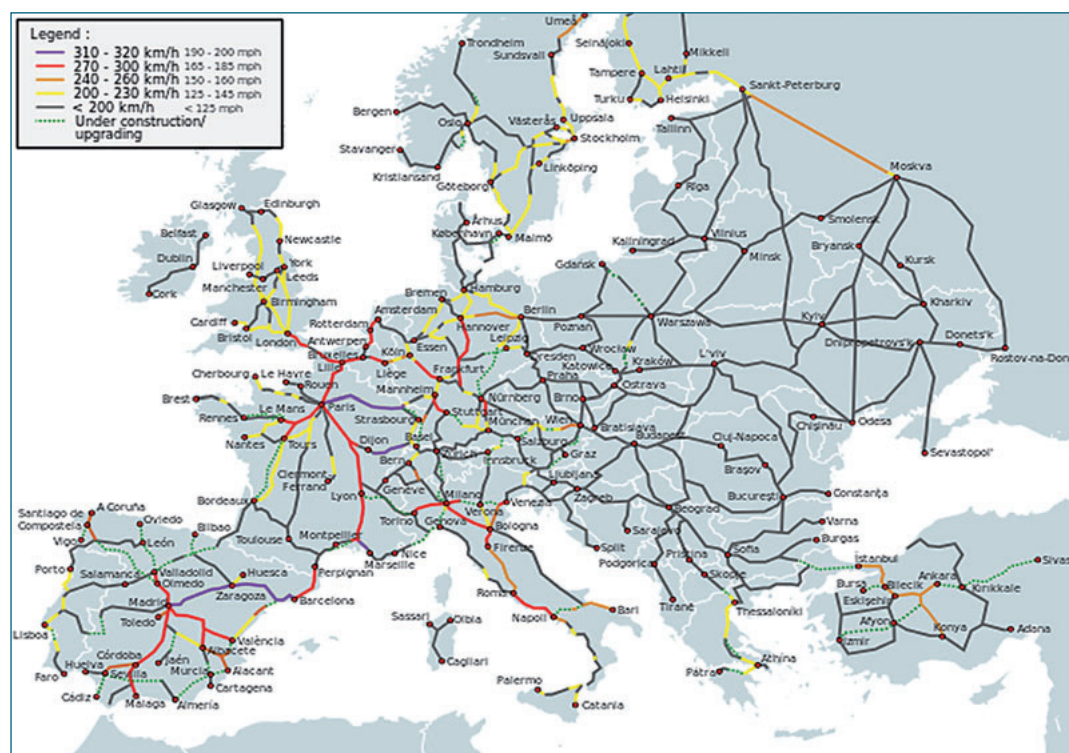 Legend :
310 - 320 km/h 190 - 200 mph
270 - 300 km/h 165 - 185 mph
240 - 260 km/h 150 - 160 mph
200 - 230 km/h 125 - 145 mph
< 200 km/h < 125 mph
Under construction/
upgrading
Umeå
Trondheim
Sundsvall
Seinäjoki
Mikkeli
Tampere
Lahti
Sankt-Peterburg
Turku
Helsinki
Bergen
Oslo
Västerås
Uppsala
Stockholm
Tallinn
Stavanger
Kristiansand
Linköping
Göteborg
Moskva
Rīga
Glasgow
Edinburgh
Århus
København
Malmö
Smolensk
Vilnius
Kaliningrad
Minsk
Bryansk
Kursk
Belfast
Newcastle
Dublin
Liverpool
York
Leeds
Manchester
Cork
Birmingham
Gdańsk
Hamburg
Bremen
Amsterdam
Rotterdam
Hannover
Berlin
Poznan
Warszawa
Kyiv
Kharkiv
Cardiff
Bristol
London
Antwerpen
Bruxelles
Lille
Essen
Köln
Liège
Leipzig
Dresden
Wrocław
Katowice
Kraków
L'viv
Dnipropetrovs'k
Donets'k
Rostov-na-Donu
Cherbourg
Le Havre
Rouen
Frankfurt
Praha
Ostrava
Mannheim
Brest
Rennes
Le Mans
Paris
Strasbourg
Stuttgart
Nürnberg
Brno
Wien
Bratislava
Nantes
Tours
Dijon
Basel
München
Salzburg
Budapest
Chișinău
Odesa
Zürich
Innsbruck
Graz
Cluj-Napoca
Sevastopol'
Bern
Clermont
Ferrand
Genève
Ljubljana
Zagreb
Brașov
Bordeaux
Lyon
Milano
Verona
Venezia
București
Constanța
Torino
Genova
Bologna
Beograd
A Coruña
Santiago de
Compostela
Oviedo
Bilbao
Toulouse
Montpellier
Nice
Marseille
Firenze
Sarajevo
Split
Varna
Burgas
Vigo
León
Perpignan
Podgorica
Pristina
Sofia
Skopje
Porto
Salamanca
Valladolid
Olmedo
Huesca
Zaragoza
Barcelona
Roma
Tiranë
Thessaloníki
İstanbul
Bursa
Bilecik
Ankara
Kırıkkale
Sivas
Eskişehir
Madrid
Toledo
Sassari
Olbia
Napoli
Bari
Afyon
Lisboa
València
Albacete
İzmir
Konya
Adana
Cagliari
Córdoba
Jaén
Alacant
Murcia
Faro
Huelva
Sevilla
Cartagena
Cádiz
Malaga
Almería
Palermo
Catania
Patra
Athina